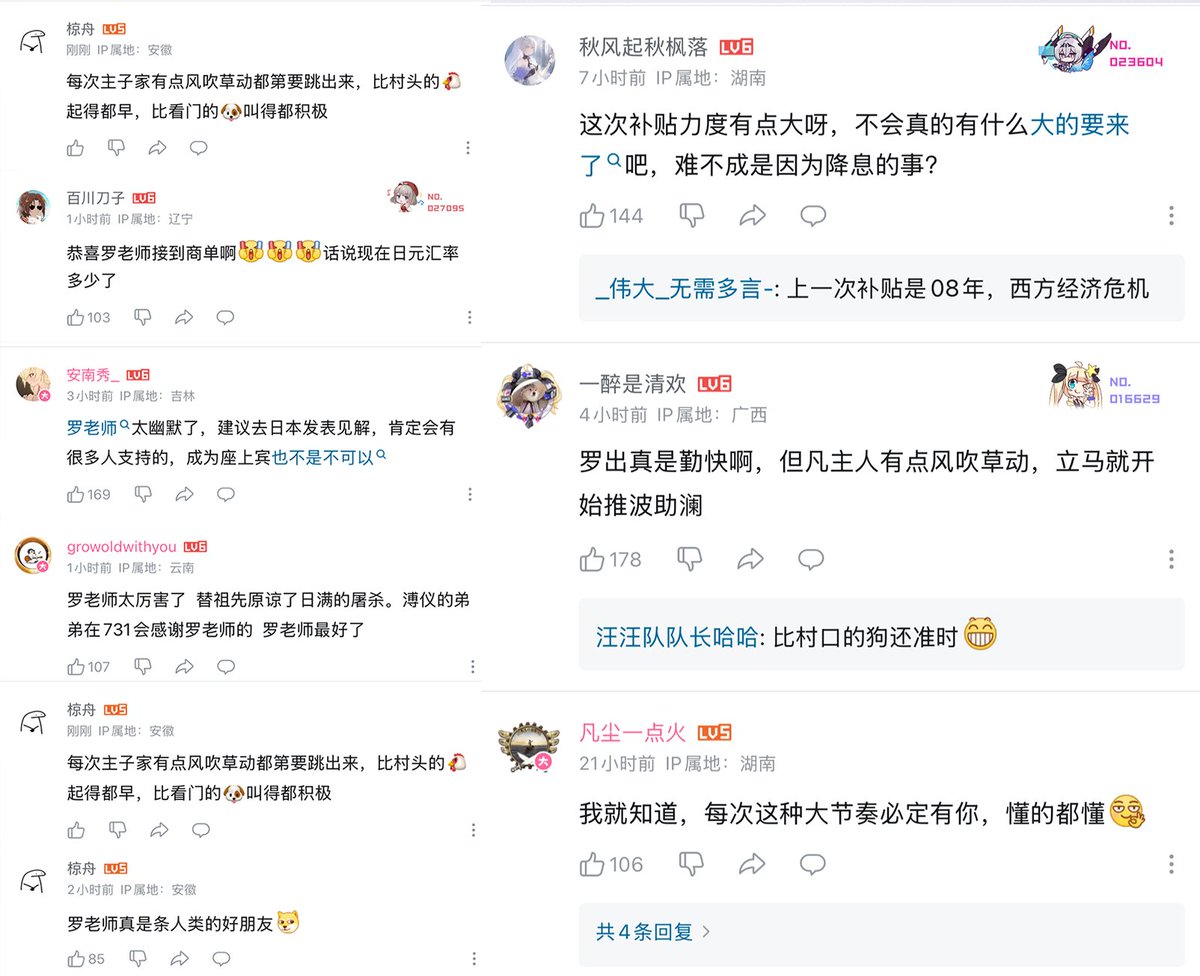 椋舟 LV5
刚刚 IP属地：安徽
每次主子家有点风吹草动都第要跳出来，比村头的🐔
起得都早，比看门的🐶叫得都积极
百川刀子 LV6
NO.
027095
1小时前 IP属地：辽宁
恭喜罗老师接到商单啊话说现在日元汇率
多少了
103
安南秀_ LV6
3小时前 IP属地：吉林
罗老师太幽默了，建议去日本发表见解，肯定会有
很多人支持的，成为座上宾也不是不可以
169
growoldwithyou LV6
1小时前 IP属地：云南
罗老师太厉害了 替祖先原谅了日满的屠杀。溥仪的弟
弟在731会感谢罗老师的 罗老师最好了
107
椋舟 LV5
刚刚 IP属地：安徽
每次主子家有点风吹草动都第要跳出来，比村头的🐔
起得都早，比看门的🐶叫得都积极
椋舟 LV5
2小时前 IP属地：安徽
罗老师真是条人类的好朋友
85
秋风起秋枫落 LV6
NO.
023604
7小时前 IP属地：湖南
这次补贴力度有点大呀，不会真的有什么大的要来
了吧，难不成是因为降息的事?
144
_伟大_无需多言-: 上一次补贴是08年，西方经济危机
一醉是清欢 LV6
NO.
016629
4小时前 IP属地：广西
罗出真是勤快啊，但凡主人有点风吹草动，立马就开
始推波助澜
178
汪汪队队长哈哈: 比村口的狗还准时
凡尘一点火 LV5
21小时前 IP属地：湖南
我就知道，每次这种大节奏必定有你，懂的都懂
106
共4条回复